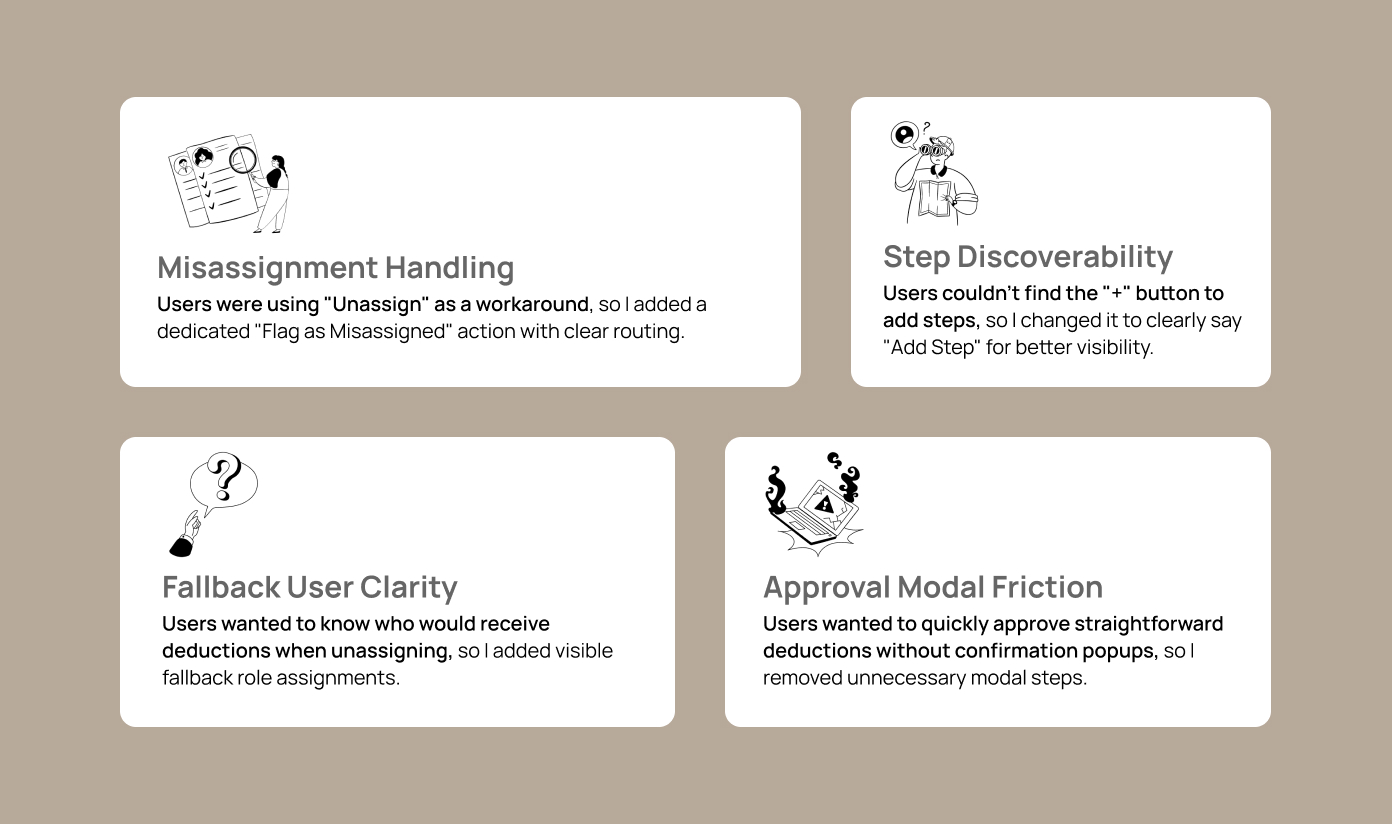 Misassignment Handling
Users were using "Unassign" as a workaround, so I added a
dedicated "Flag as Misassigned" action with clear routing.
?
Step Discoverability
Users couldn’t find the "+" button to
add steps, so I changed it to clearly say
"Add Step" for better visibility.
?
Fallback User Clarity
Users wanted to know who would receive
deductions when unassigning, so I added visible
fallback role assignments.
!
Approval Modal Friction
Users wanted to quickly approve straightforward
deductions without confirmation popups, so I
removed unnecessary modal steps.